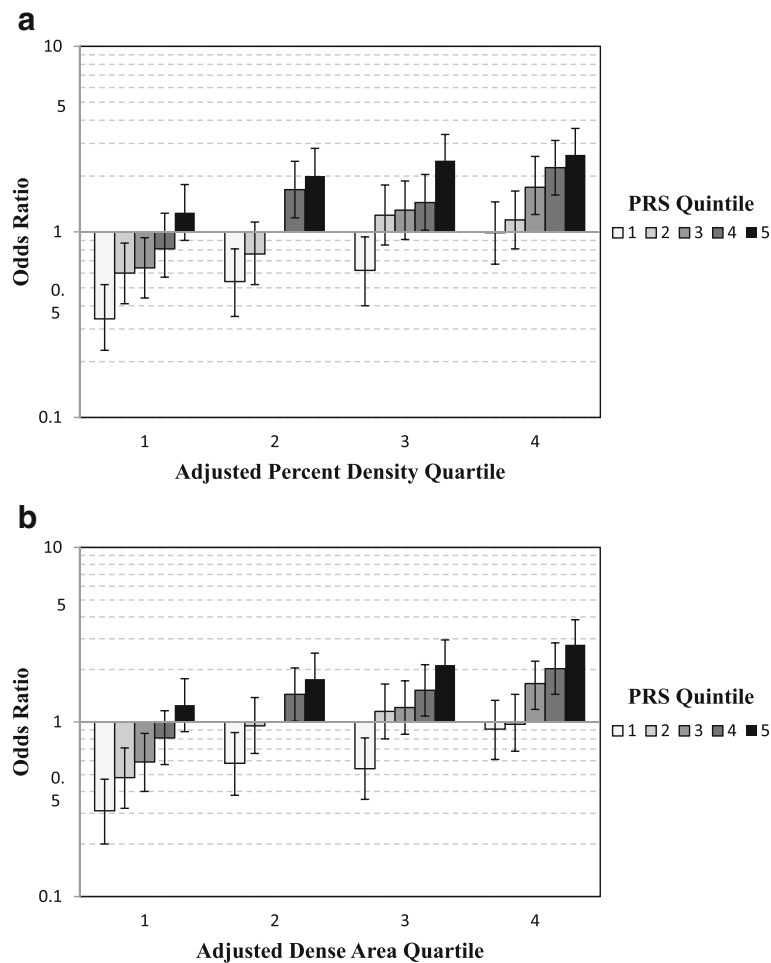 a
10
5
1
0.
5
0.1
Odds Ratio
1 2 3 4
Adjusted Percent Density Quartile
PRS Quintile
1 2 3 4 5
b
10
5
1
0.
5
0.1
Odds Ratio
1 2 3 4
Adjusted Dense Area Quartile
PRS Quintile
1 2 3 4 5